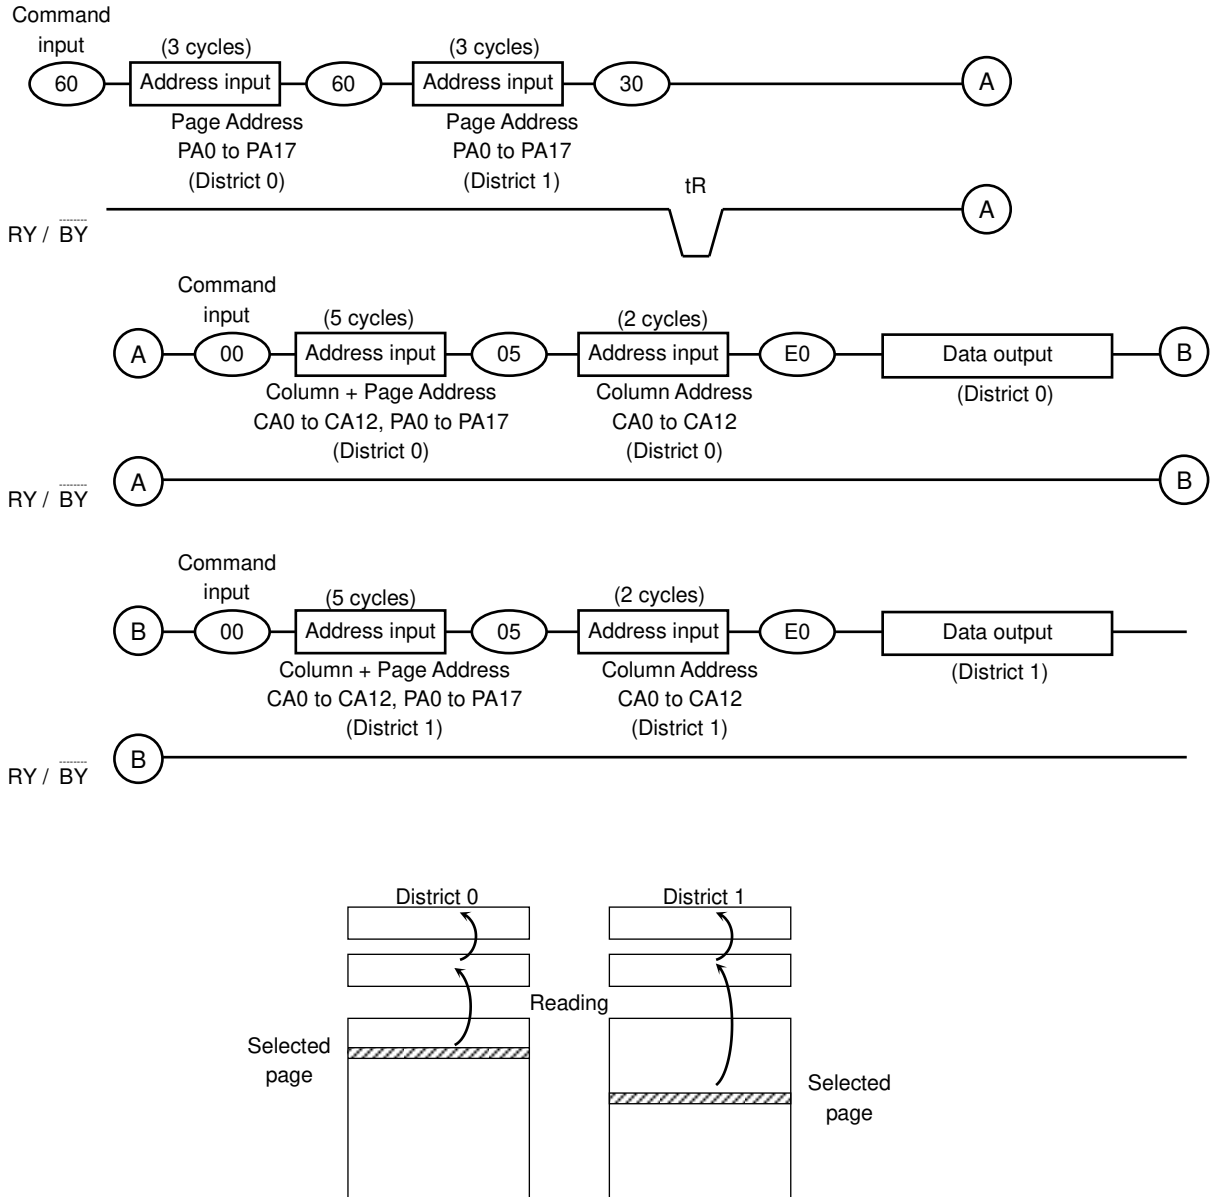 Command
input
(3 cycles)
(3 cycles)
60
Address input
60
Address input
30
A
Page Address
PA0 to PA17
(District 0)
Page Address
PA0 to PA17
(District 1)
tR
A
RY / BY
Command
input
(5 cycles)
(2 cycles)
A
00
Address input
05
Address input
E0
Data output
B
Column + Page Address
CA0 to CA12, PA0 to PA17
(District 0)
Column Address
CA0 to CA12
(District 0)
(District 0)
A
B
RY / BY
Command
input
(5 cycles)
(2 cycles)
B
00
Address input
05
Address input
E0
Data output
Column + Page Address
CA0 to CA12, PA0 to PA17
(District 1)
Column Address
CA0 to CA12
(District 1)
(District 1)
B
RY / BY
District 0
District 1
Reading
Selected
page
Selected
page